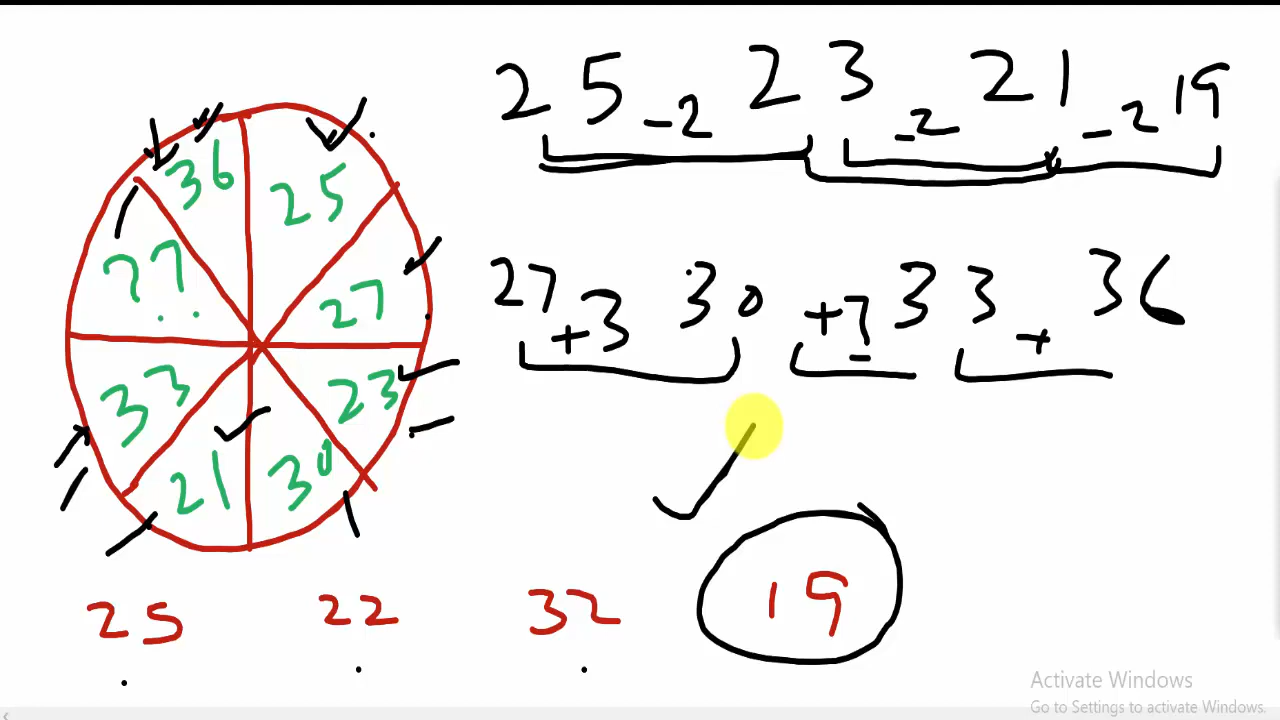 25 -2 23 -2 21 -2 19
36 25
?? 27
27 +3 30 +3 33 + 36
33 23
21 30
25 22 32 19
Activate Windows
Go to Settings to activate Windows.